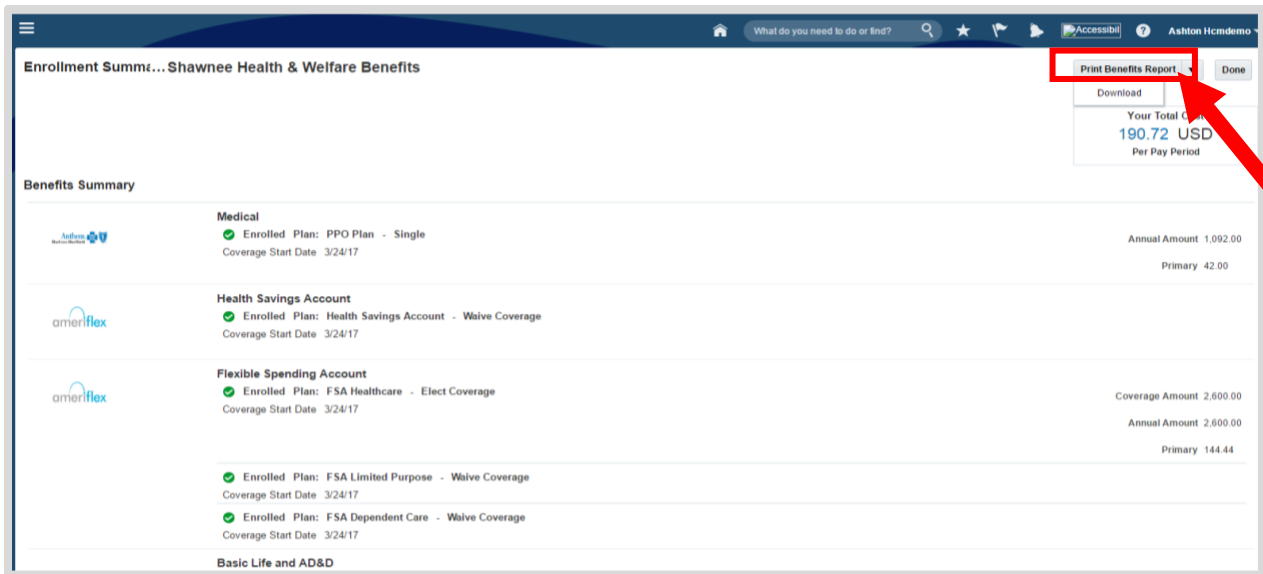 What do you need to do or find?
Accessibil
?
Ashton Hcmdemo
Enrollment Summa...Shawnee Health & Welfare Benefits
Print Benefits Report
Done
Download
Your Total
190.72 USD
Per Pay Period
Benefits Summary
Medical
Anthem
Enrolled Plan: PPO Plan - Single
Annual Amount 1,092.00
Coverage Start Date 3/24/17
Primary 42.00
Health Savings Account
ameriflex
Enrolled Plan: Health Savings Account - Waive Coverage
Coverage Start Date 3/24/17
Flexible Spending Account
ameriflex
Enrolled Plan: FSA Healthcare - Elect Coverage
Coverage Amount 2,600.00
Coverage Start Date 3/24/17
Annual Amount 2,600.00
Primary 144.44
Enrolled Plan: FSA Limited Purpose - Waive Coverage
Coverage Start Date 3/24/17
Enrolled Plan: FSA Dependent Care - Waive Coverage
Coverage Start Date 3/24/17
Basic Life and AD&D